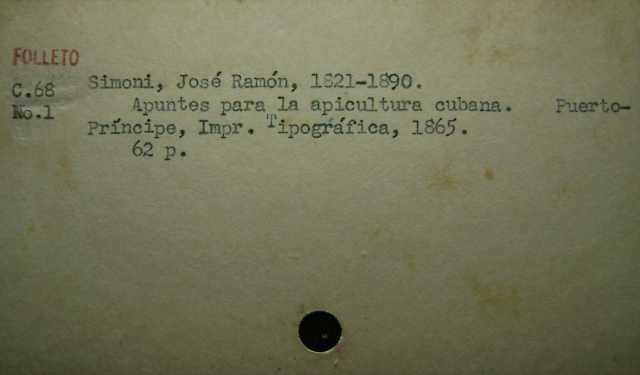 FOLLETO
C.68
No.1
Simoni, José Ramón, 1821-1890.
Apuntes para la apicultura cubana. Puerto-
Príncipe, Impr. Tipográfica, 1865.
62 p.